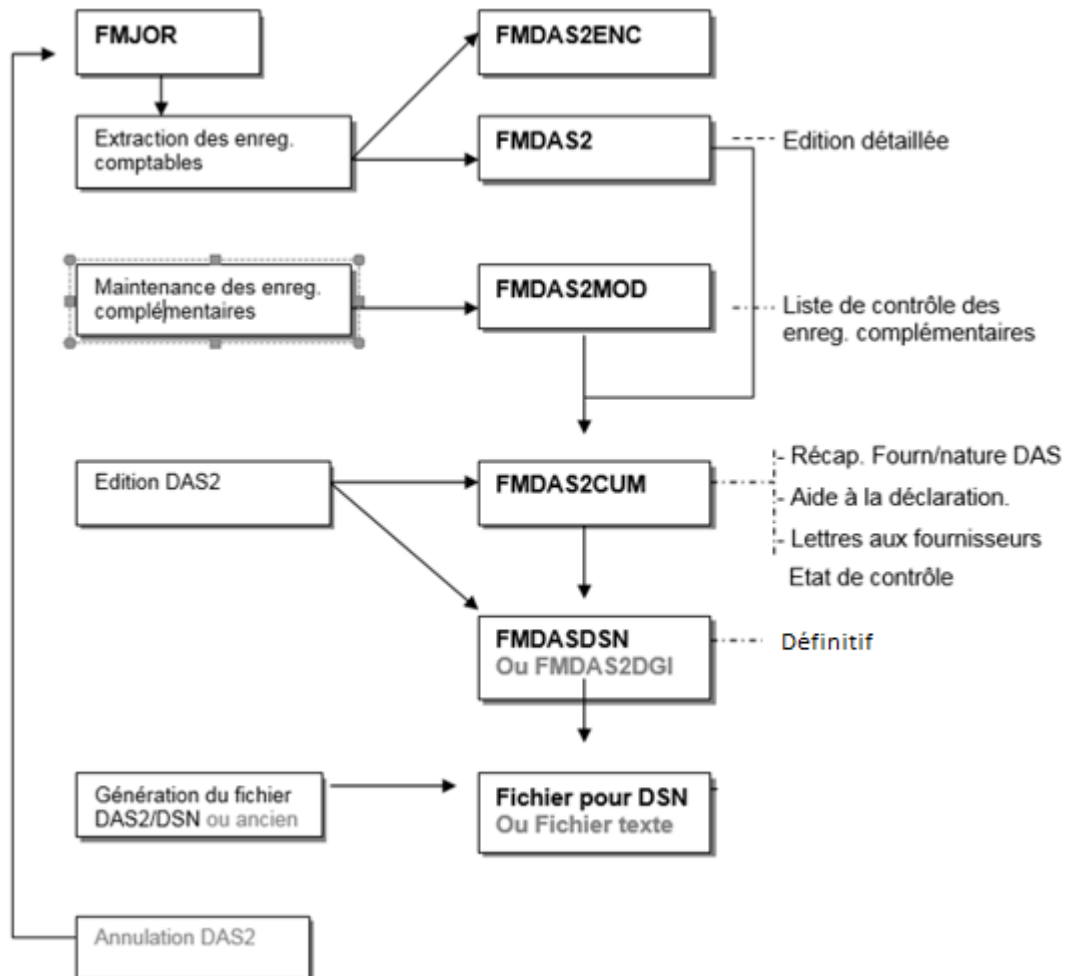 FMJOR
FMDAS2ENC
Extraction des enreg.
comptables
FMDAS2
Edition détaillée
Maintenance des enreg.
complémentaires
FMDAS2MOD
Liste de contrôle des
enreg. complémentaires
Edition DAS2
FMDAS2CUM
- Récap. Fourn/nature DAS
- Aide à la déclaration.
- Lettres aux fournisseurs
Etat de contrôle
FMDASDSN
Ou FMDAS2DGI
Définitif
Génération du fichier
DAS2/DSN ou ancien
Fichier pour DSN
Ou Fichier texte
Annulation DAS2